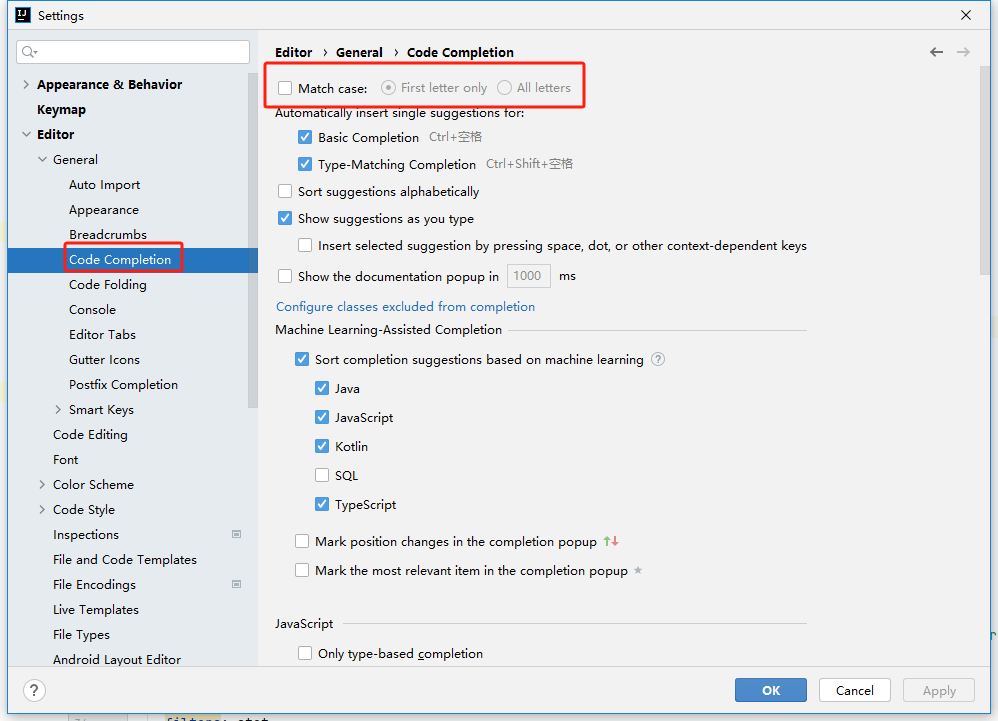 Settings
Appearance & Behavior
Keymap
Editor
General
Auto Import
Appearance
Breadcrumbs
Code Completion
Code Folding
Console
Editor Tabs
Gutter Icons
Postfix Completion
Smart Keys
Code Editing
Font
Color Scheme
Code Style
Inspections
File and Code Templates
File Encodings
Live Templates
File Types
Android Layout Editor
Editor › General › Code Completion
Match case: First letter only All letters
Automatically insert single suggestions for:
Basic Completion Ctrl+空格
Type-Matching Completion Ctrl+Shift+空格
Sort suggestions alphabetically
Show suggestions as you type
Insert selected suggestion by pressing space, dot, or other context-dependent keys
Show the documentation popup in 1000 ms
Configure classes excluded from completion
Machine Learning-Assisted Completion
Sort completion suggestions based on machine learning ?
Java
JavaScript
Kotlin
SQL
TypeScript
Mark position changes in the completion popup
Mark the most relevant item in the completion popup
JavaScript
Only type-based completion
? OK Cancel Apply